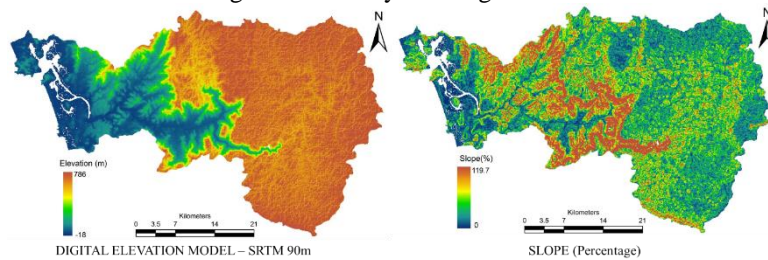 N
N
Elevation (m)
786
-18
Kilometers
0 3.5 7 14 21
DIGITAL ELEVATION MODEL – SRTM 90m
Slope(%)
119.7
0
Kilometers
0 3.5 7 14 21
SLOPE (Percentage)